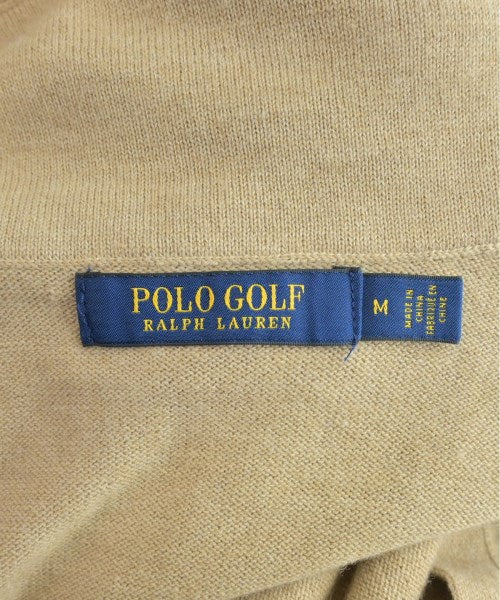 POLO GOLF
RALPH LAUREN
M
MADE IN
CHINA
FABRIQUÉ EN
CHINE